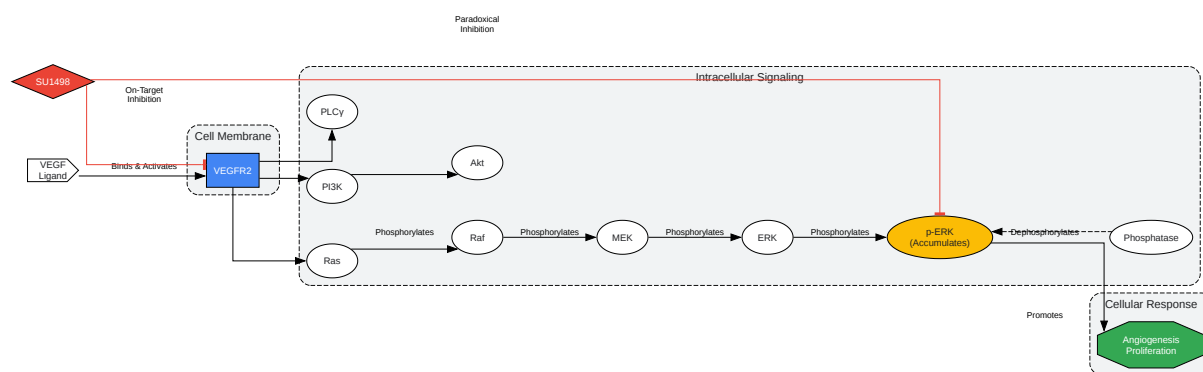 Paradoxical
Inhibition
SU1498
Intracellular Signaling
On-Target
Inhibition
PLCγ
Cell Membrane
VEGF
Ligand
Binds & Activates
VEGFR2
Akt
PI3K
Phosphorylates
Raf
Phosphorylates
MEK
Phosphorylates
ERK
Phosphorylates
p-ERK
(Accumulates)
Dephosphorylates
Phosphatase
Ras
Cellular Response
Promotes
Angiogenesis
Proliferation